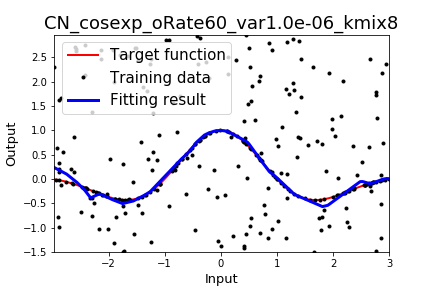 CN_cosexp_oRate60_var1.0e-06_kmix8
Target function
Training data
Fitting result
Output
2.5
2.0
1.5
1.0
0.5
0.0
−0.5
−1.0
−1.5
−2
−1
0
1
2
3
Input